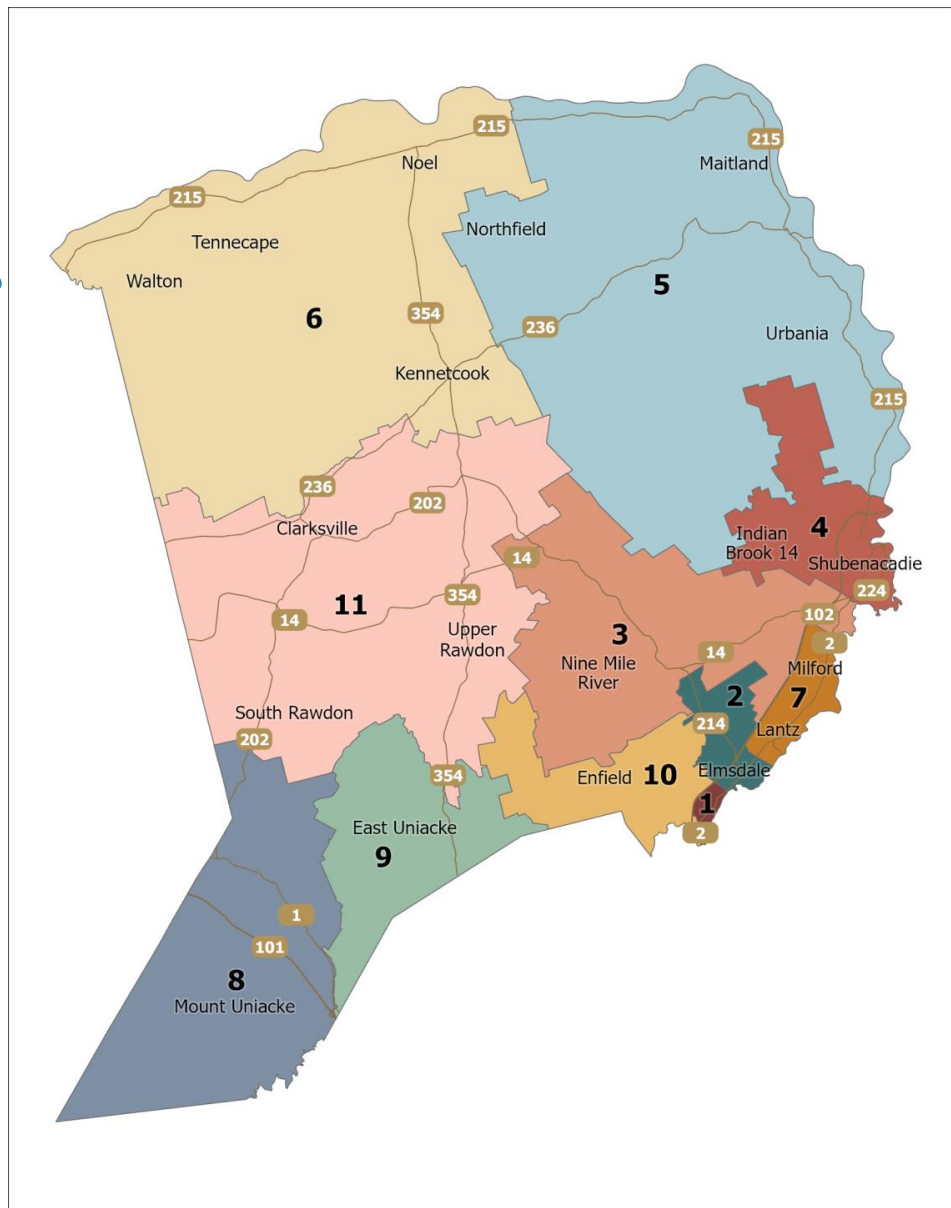 215
215
Noel
Maitland
215
Northfield
Tennecape
Walton
5
6
354
236
Urbania
Kennetcook
215
236
202
Clarksville
4
Indian
Brook 14
Shubenacadie
14
224
354
11
102
14
3
Upper
Rawdon
2
14
Nine Mile
River
Milford
2
7
South Rawdon
214
Lantz
202
354
Enfield
10
Elmsdale
1
East Uniacke
2
9
1
101
8
Mount Uniacke